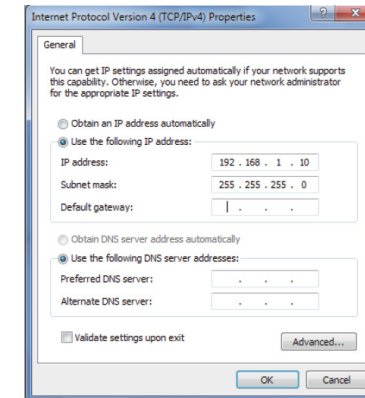 Internet Protocol Version 4 (TCP/IPv4) Properties
General
You can get IP settings assigned automatically if your network supports
this capability. Otherwise, you need to ask your network administrator
for the appropriate IP settings.
Obtain an IP address automatically
Use the following IP address:
IP address: 192 . 168 . 1 . 10
Subnet mask: 255 . 255 . 255 . 0
Default gateway: . . .
Obtain DNS server address automatically
Use the following DNS server addresses:
Preferred DNS server: . . .
Alternate DNS server: . . .
Validate settings upon exit
Advanced...
OK Cancel